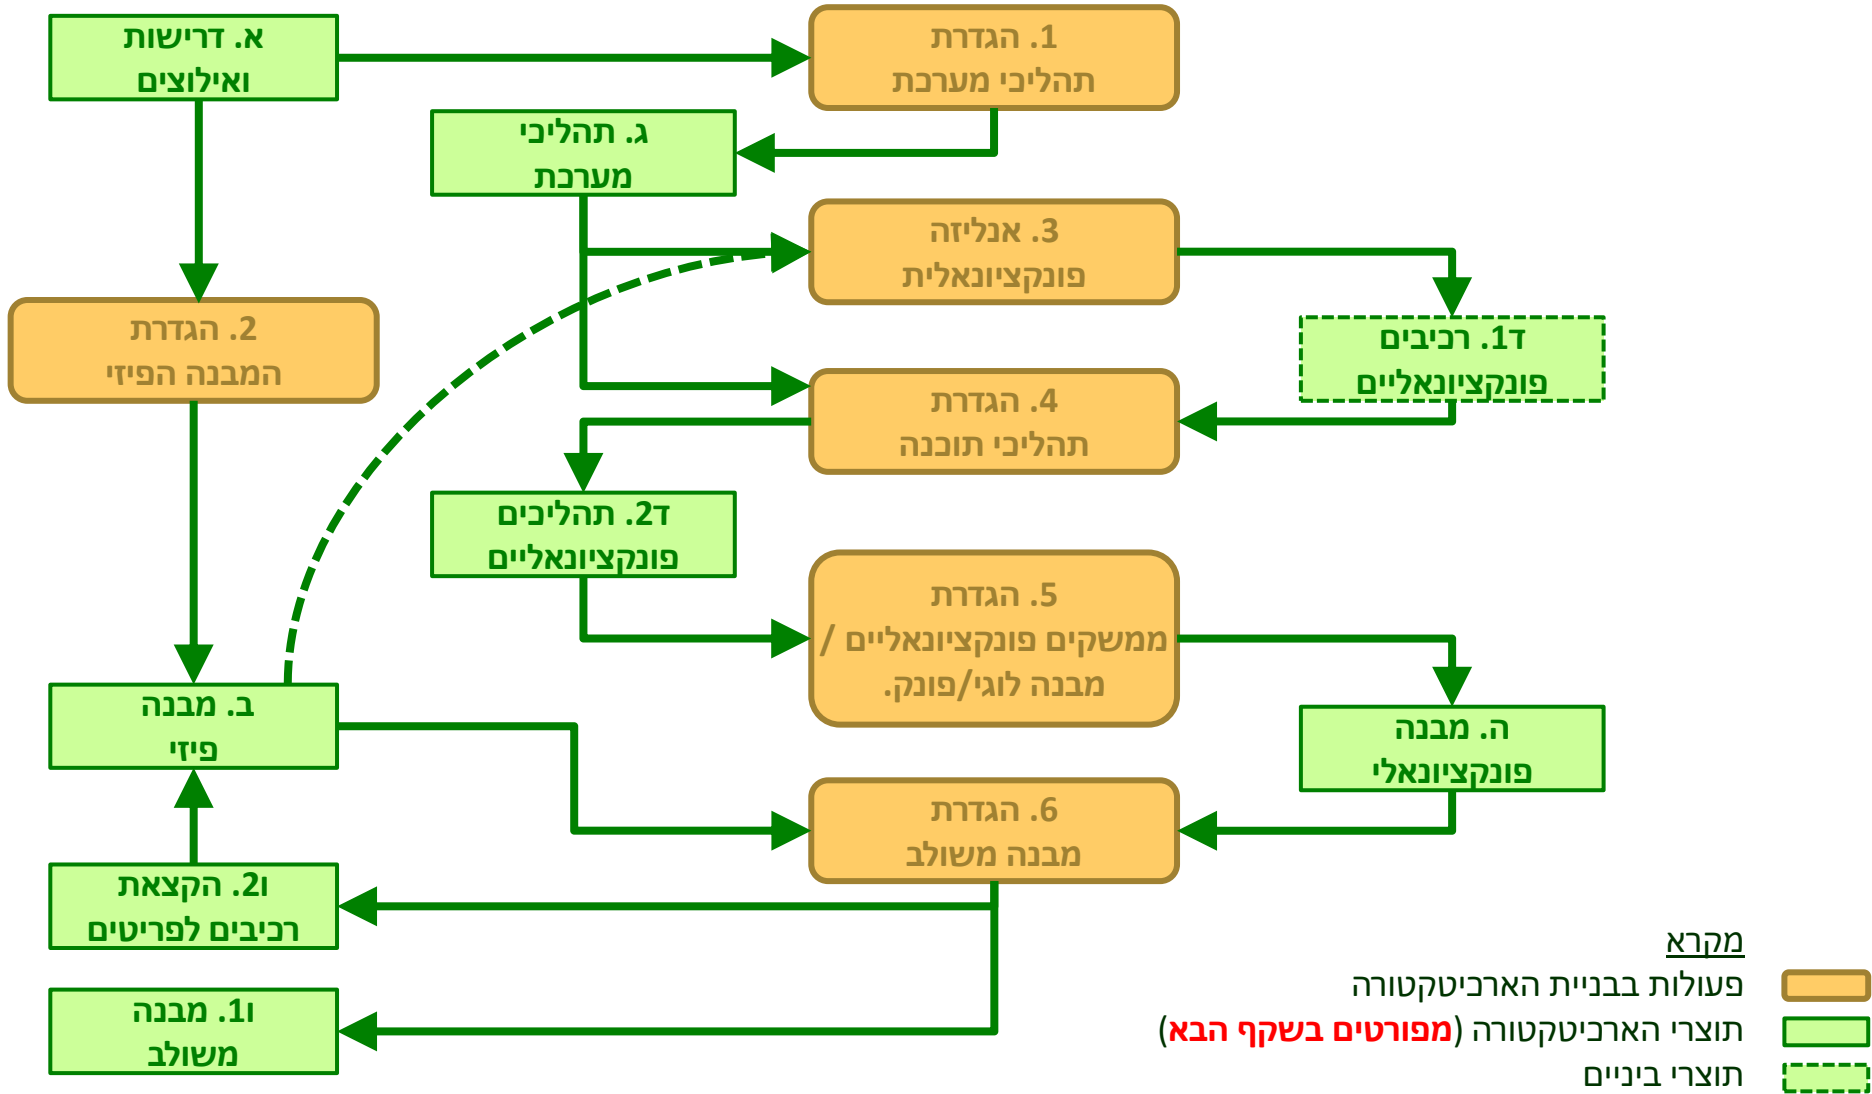 א. דרישות
ואילוצים
1. הגדרת
תהליכי מערכת
ג. תהליכי
מערכת
3. אנליזה
פונקציונאלית
2. הגדרת
המבנה הפיזי
ד1. רכיבים
פונקציונאליים
4. הגדרת
תהליכי תוכנה
ד2. תהליכים
פונקציונאליים
5. הגדרת
ממשקים פונקציונאליים /
מבנה לוגי/פונק.
ב. מבנה
פיזי
ה. מבנה
פונקציונאלי
6. הגדרת
מבנה משולב
ו2. הקצאת
רכיבים לפריטים
ו1. מבנה
משולב
מקרא
פעולות בבניית הארכיטקטורה
תוצרי הארכיטקטורה (מפורטים בשקף הבא)
תוצרי ביניים